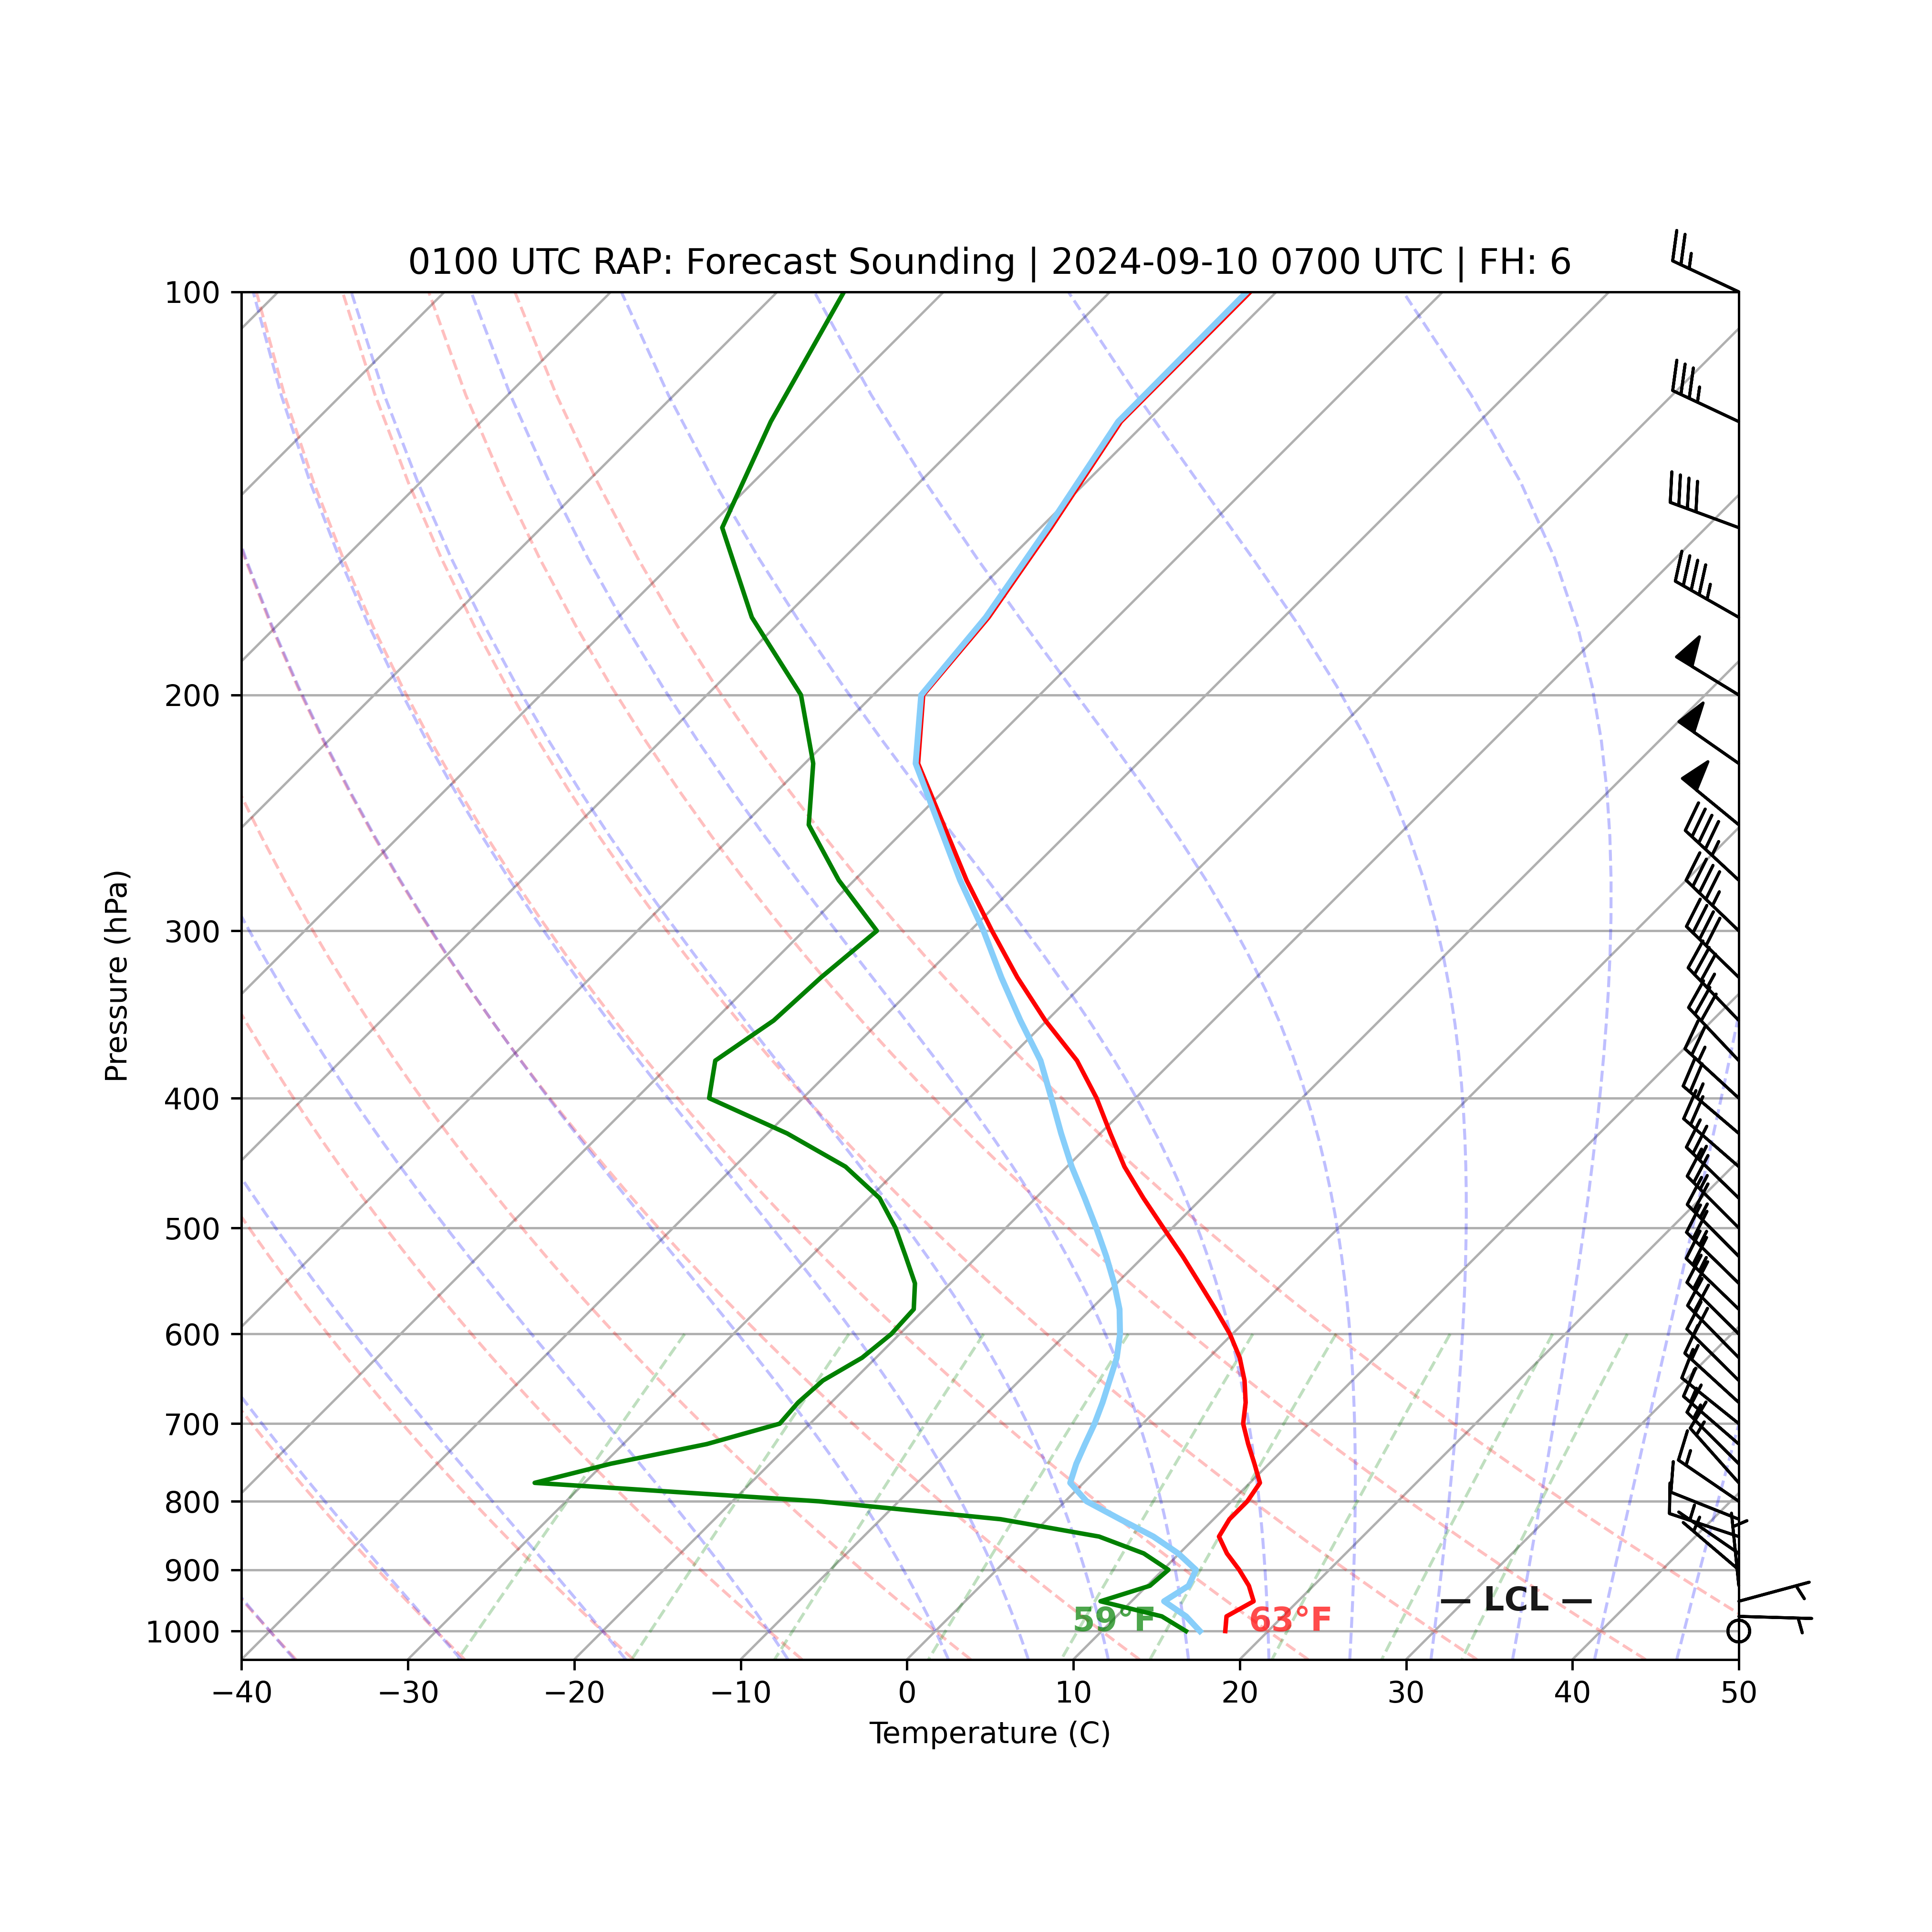 0100 UTC RAP: Forecast Sounding | 2024-09-10 0700 UTC | FH: 6
100
200
300
400
500
600
700
800
900
1000
Pressure (hPa)
59°F
63°F
— LCL —
−40 −30 −20 −10 0 10 20 30 40 50
Temperature (C)